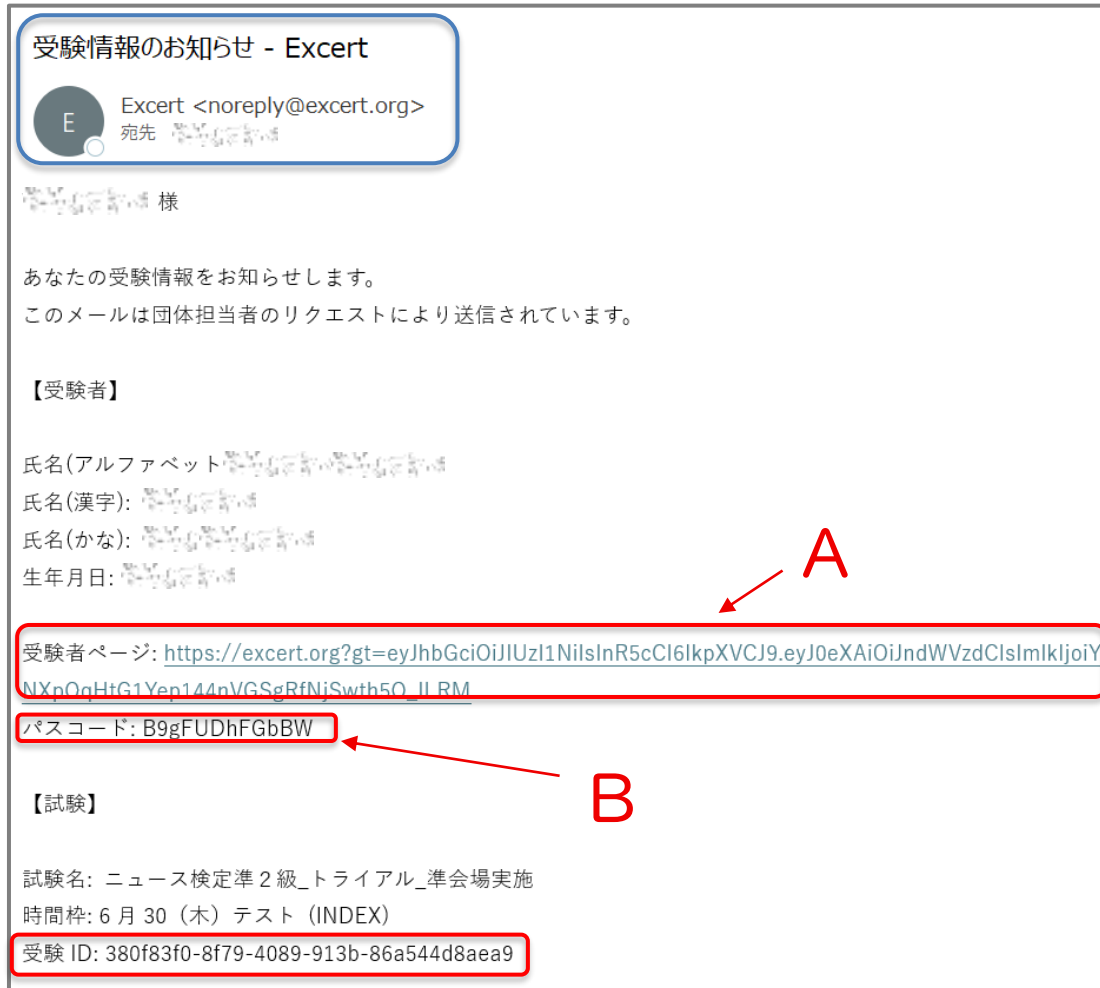 受験情報のお知らせ - Excert
E
Excert <noreply@excert.org>
宛先
様
あなたの受験情報をお知らせします。
このメールは団体担当者のリクエストにより送信されています。
【受験者】
氏名(アルファベット
氏名(漢字):
氏名(かな):
生年月日:
A
受験者ページ: https://excert.org?gt=eyJhbGciOiJIUzI1NiIsInR5cCI6IkpXVCJ9.eyJ0eXAiOiJndWVzdCIsImlkIjoiY
NXpOqHtG1Yep144nVGSgRfNjSwth5O_ILRM
パスコード: B9gFUDhFGbBW
B
【試験】
試験名: ニュース検定準２級_トライアル_準会場実施
時間枠: 6 月 30（木）テスト（INDEX）
受験 ID: 380f83f0-8f79-4089-913b-86a544d8aea9